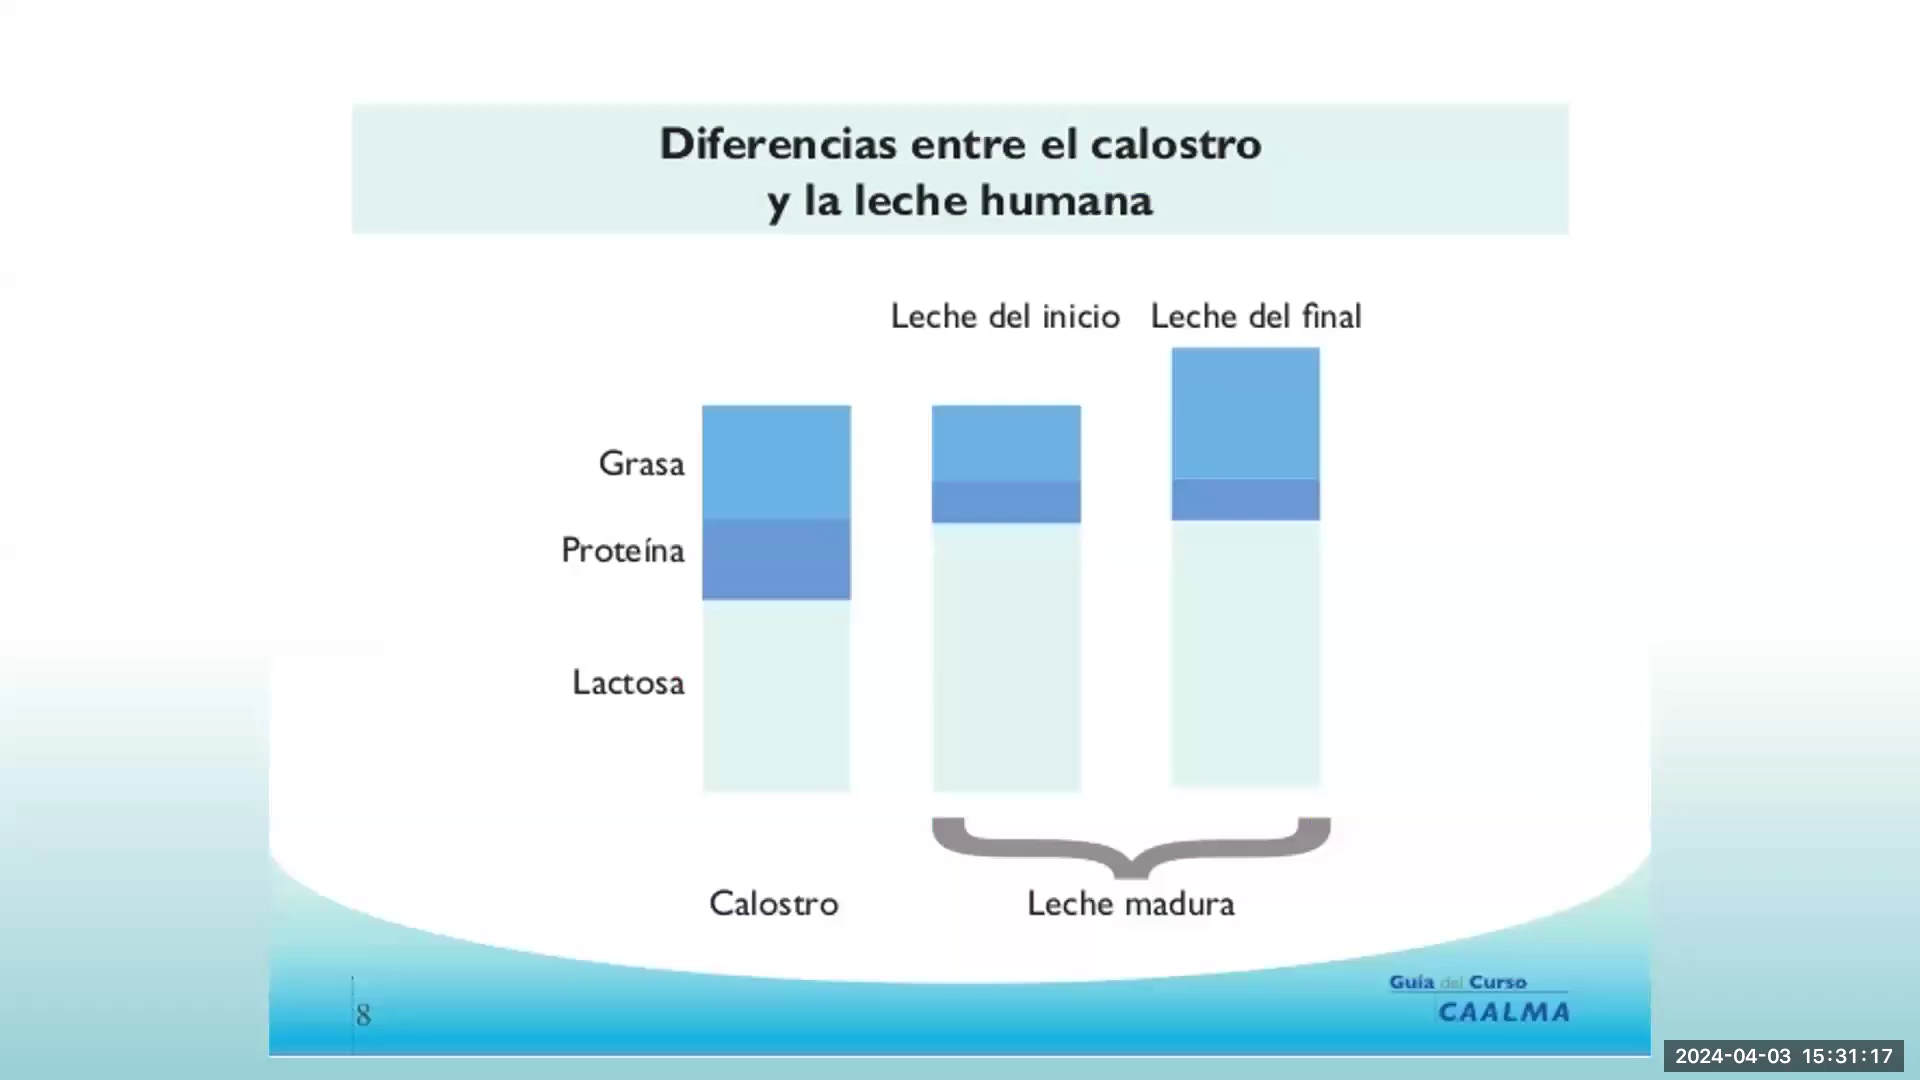 Diferencias entre el calostro
y la leche humana
Leche del inicio
Leche del final
Grasa
Proteína
Lactosa
Calostro
Leche madura
8
Guía del Curso
CAALMA
2024-04-03 15:31:17